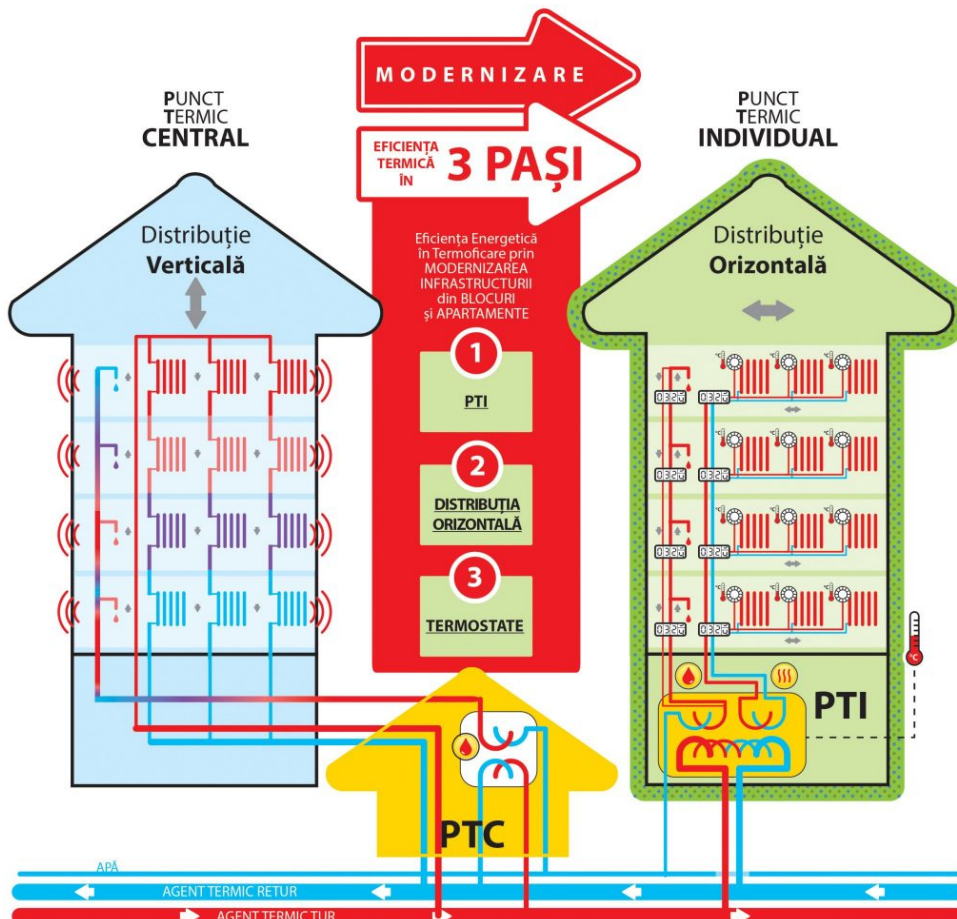 MODERNIZARE
EFICIENȚA
TERMICĂ
ÎN
3 PAȘI
PUNCT
TERMIC
CENTRAL
Distribuție
Verticală
Eficiența Energetică
în Termoficare prin
MODERNIZAREA
INFRASTRUCTURII
din BLOCURI
și APARTAMENTE
1
PTI
2
DISTRIBUȚIA
ORIZONTALĂ
3
TERMOSTATE
PUNCT
TERMIC
INDIVIDUAL
Distribuție
Orizontală
°C
PTI
PTC
APĂ
AGENT TERMIC RETUR
AGENT TERMIC TUR